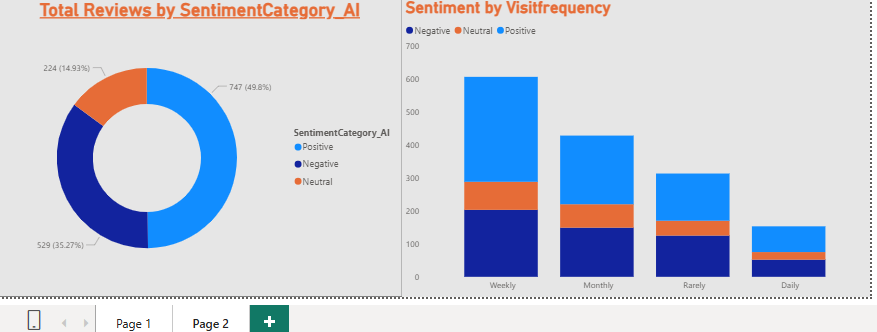 Total Reviews by SentimentCategory_AI
224 (14.93%)
747 (49.8%)
529 (35.27%)
SentimentCategory_AI
Positive
Negative
Neutral
Sentiment by Visitfrequency
Negative Neutral Positive
700
600
500
400
300
200
100
0
Weekly Monthly Rarely Daily
Page 1 Page 2 +